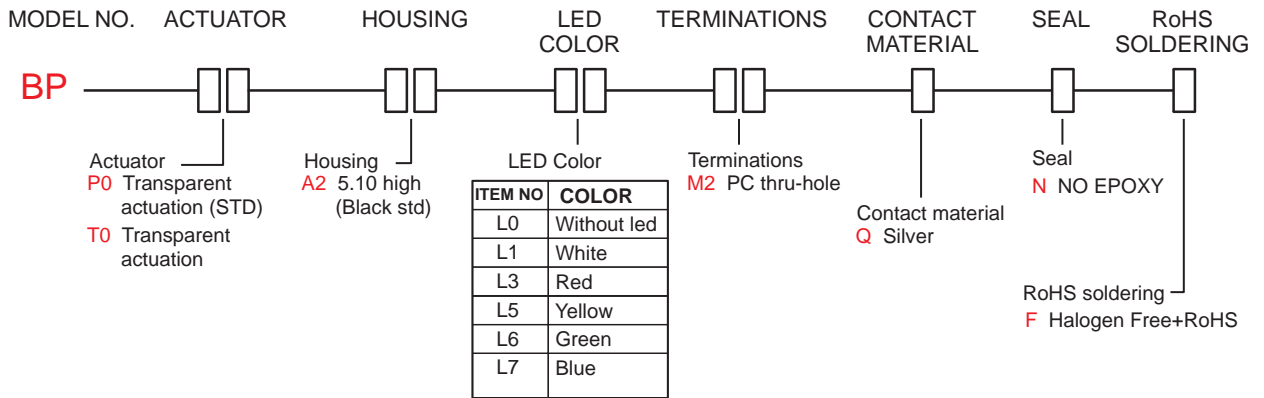 MODEL NO. ACTUATOR HOUSING LED COLOR TERMINATIONS CONTACT MATERIAL SEAL RoHS SOLDERING
BP
Actuator
P0 Transparent
actuation (STD)
T0 Transparent
actuation
Housing
A2 5.10 high
(Black std)
LED Color
ITEM NO COLOR
L0 Without led
L1 White
L3 Red
L5 Yellow
L6 Green
L7 Blue
Terminations
M2 PC thru-hole
Contact material
Q Silver
Seal
N NO EPOXY
RoHS soldering
F Halogen Free+RoHS